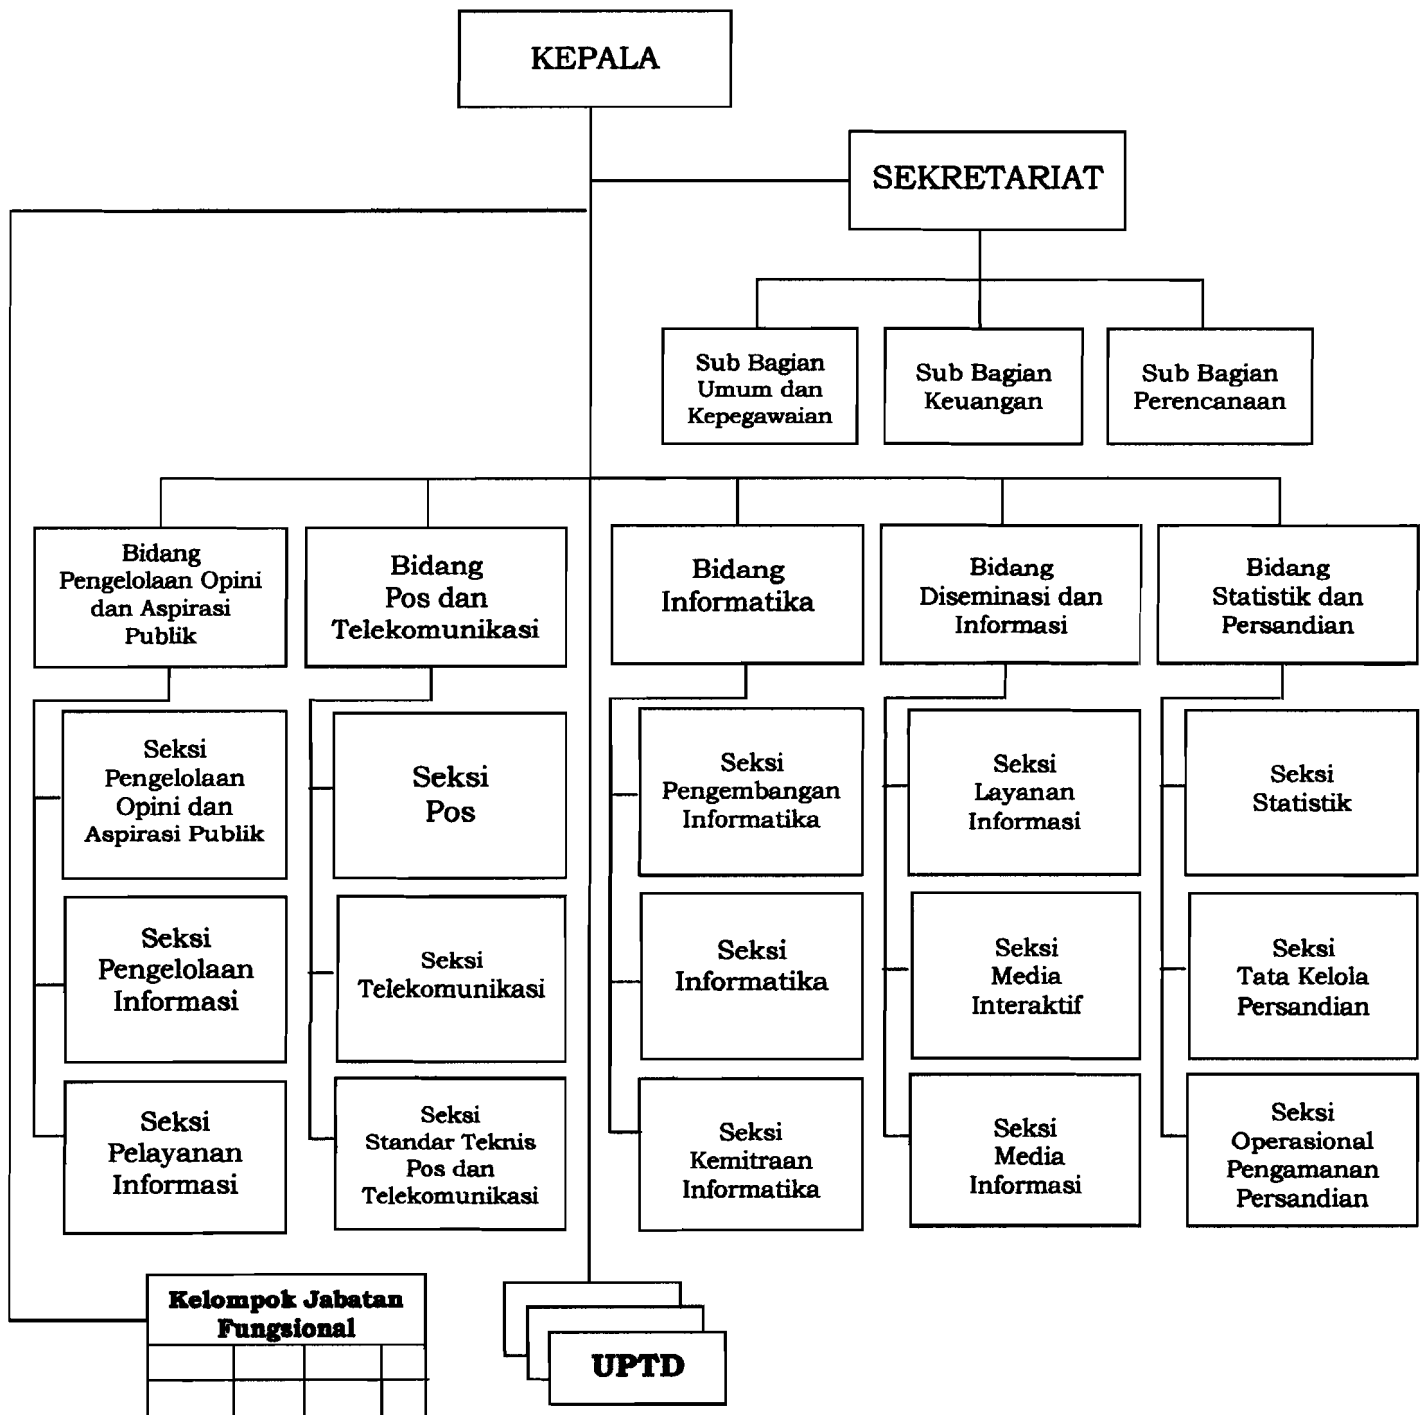 KEPALA
SEKRETARIAT
Sub Bagian
Umum dan
Kepegawaian
Sub Bagian
Keuangan
Sub Bagian
Perencanaan
Bidang
Pengelolaan Opini
dan Aspirasi
Publik
Bidang
Pos dan
Telekomunikasi
Bidang
Informatika
Bidang
Diseminasi dan
Informasi
Bidang
Statistik dan
Persandian
Seksi
Pengelolaan
Opini dan
Aspirasi Publik
Seksi
Pos
Seksi
Pengembangan
Informatika
Seksi
Layanan
Informasi
Seksi
Statistik
Seksi
Pengelolaan
Informasi
Seksi
Telekomunikasi
Seksi
Informatika
Seksi
Media
Interaktif
Seksi
Tata Kelola
Persandian
Seksi
Pelayanan
Informasi
Seksi
Standar Teknis
Pos dan
Telekomunikasi
Seksi
Kemitraan
Informatika
Seksi
Media
Informasi
Seksi
Operasional
Pengamanan
Persandian
Kelompok Jabatan
Fungsional
UPTD